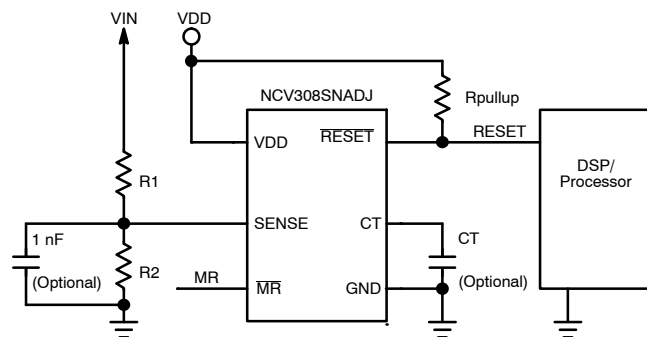 VIN
VDD
NCV308SNADJ
Rpullup
VDD
RESET
RESET
DSP/
Processor
R1
SENSE
CT
CT
(Optional)
1 nF
(Optional)
R2
MR
MR
GND